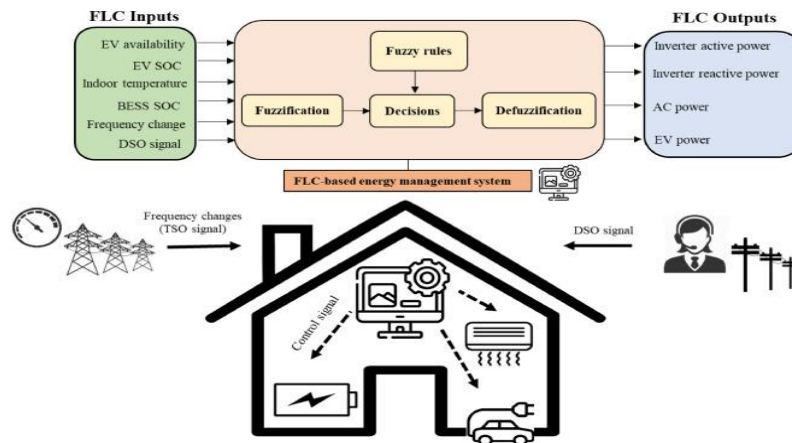 FLC Inputs
EV availability
EV SOC
Indoor temperature
BESS SOC
Frequency change
DSO signal
Fuzzy rules
Fuzzification
Decisions
Defuzzification
FLC Outputs
Inverter active power
Inverter reactive power
AC power
EV power
FLC-based energy management system
Frequency changes
(TSO signal)
DSO signal
Control signal